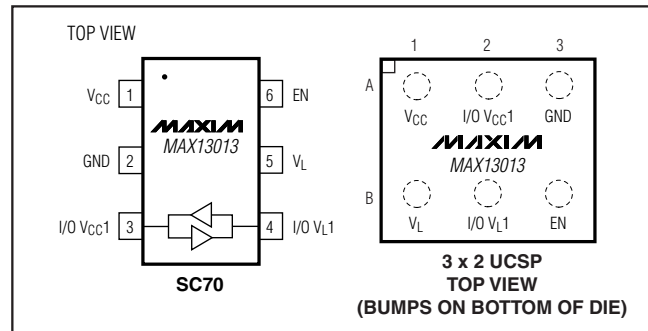 TOP VIEW
VCC 1
6 EN
MAXIM
MAX13013
GND 2
5 VL
I/O VCC1 3
4 I/O VL1
SC70
1 2 3
A
VCC I/O VCC1 GND
MAXIM
MAX13013
B
VL I/O VL1 EN
3 x 2 UCSP
TOP VIEW
(BUMPS ON BOTTOM OF DIE)